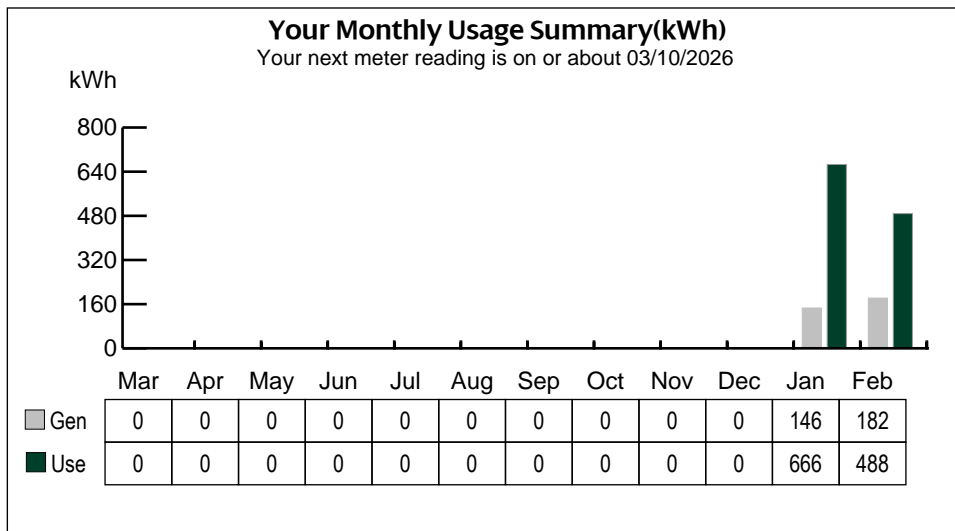 Your Monthly Usage Summary(kWh)
Your next meter reading is on or about 03/10/2026
kWh
800
640
480
320
160
0
Mar Apr May Jun Jul Aug Sep Oct Nov Dec Jan Feb
Gen 0 0 0 0 0 0 0 0 0 0 146 182
Use 0 0 0 0 0 0 0 0 0 0 666 488